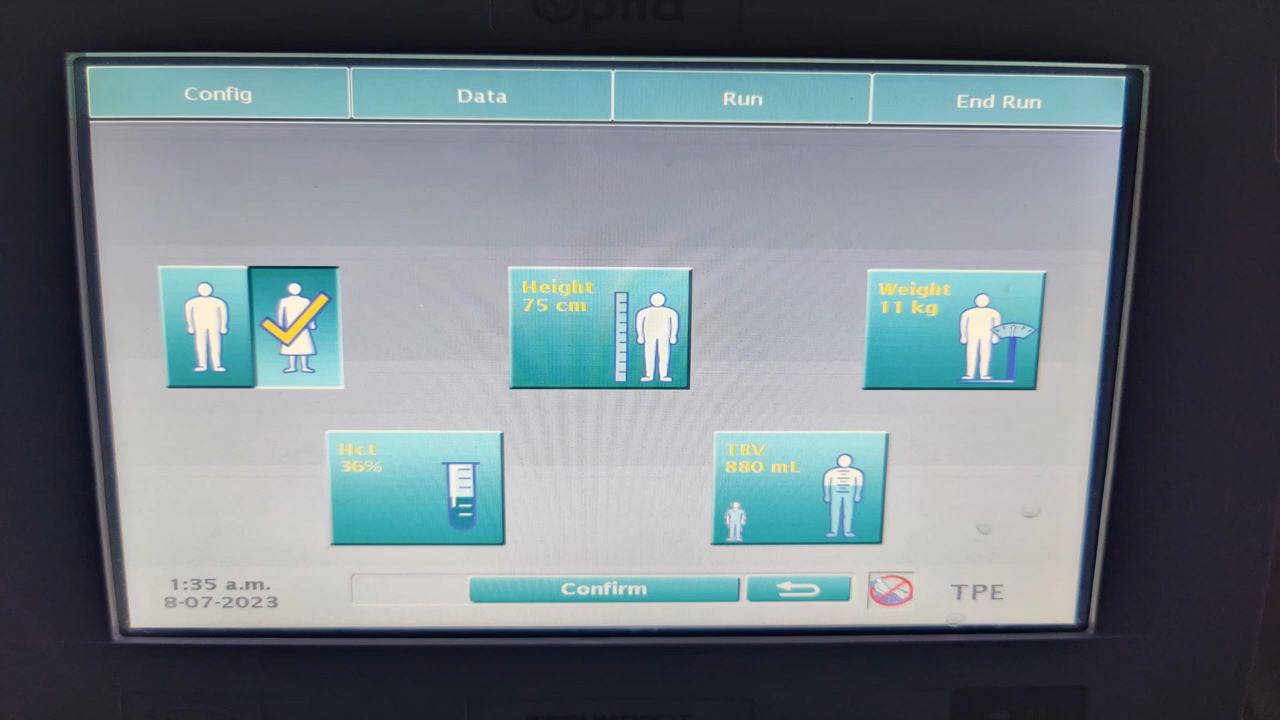 Config
Data
Run
End Run
Height
75 cm
Weight
11 kg
Hct
36%
TBV
880 mL
1:35 a.m.
8-07-2023
Confirm
TPE